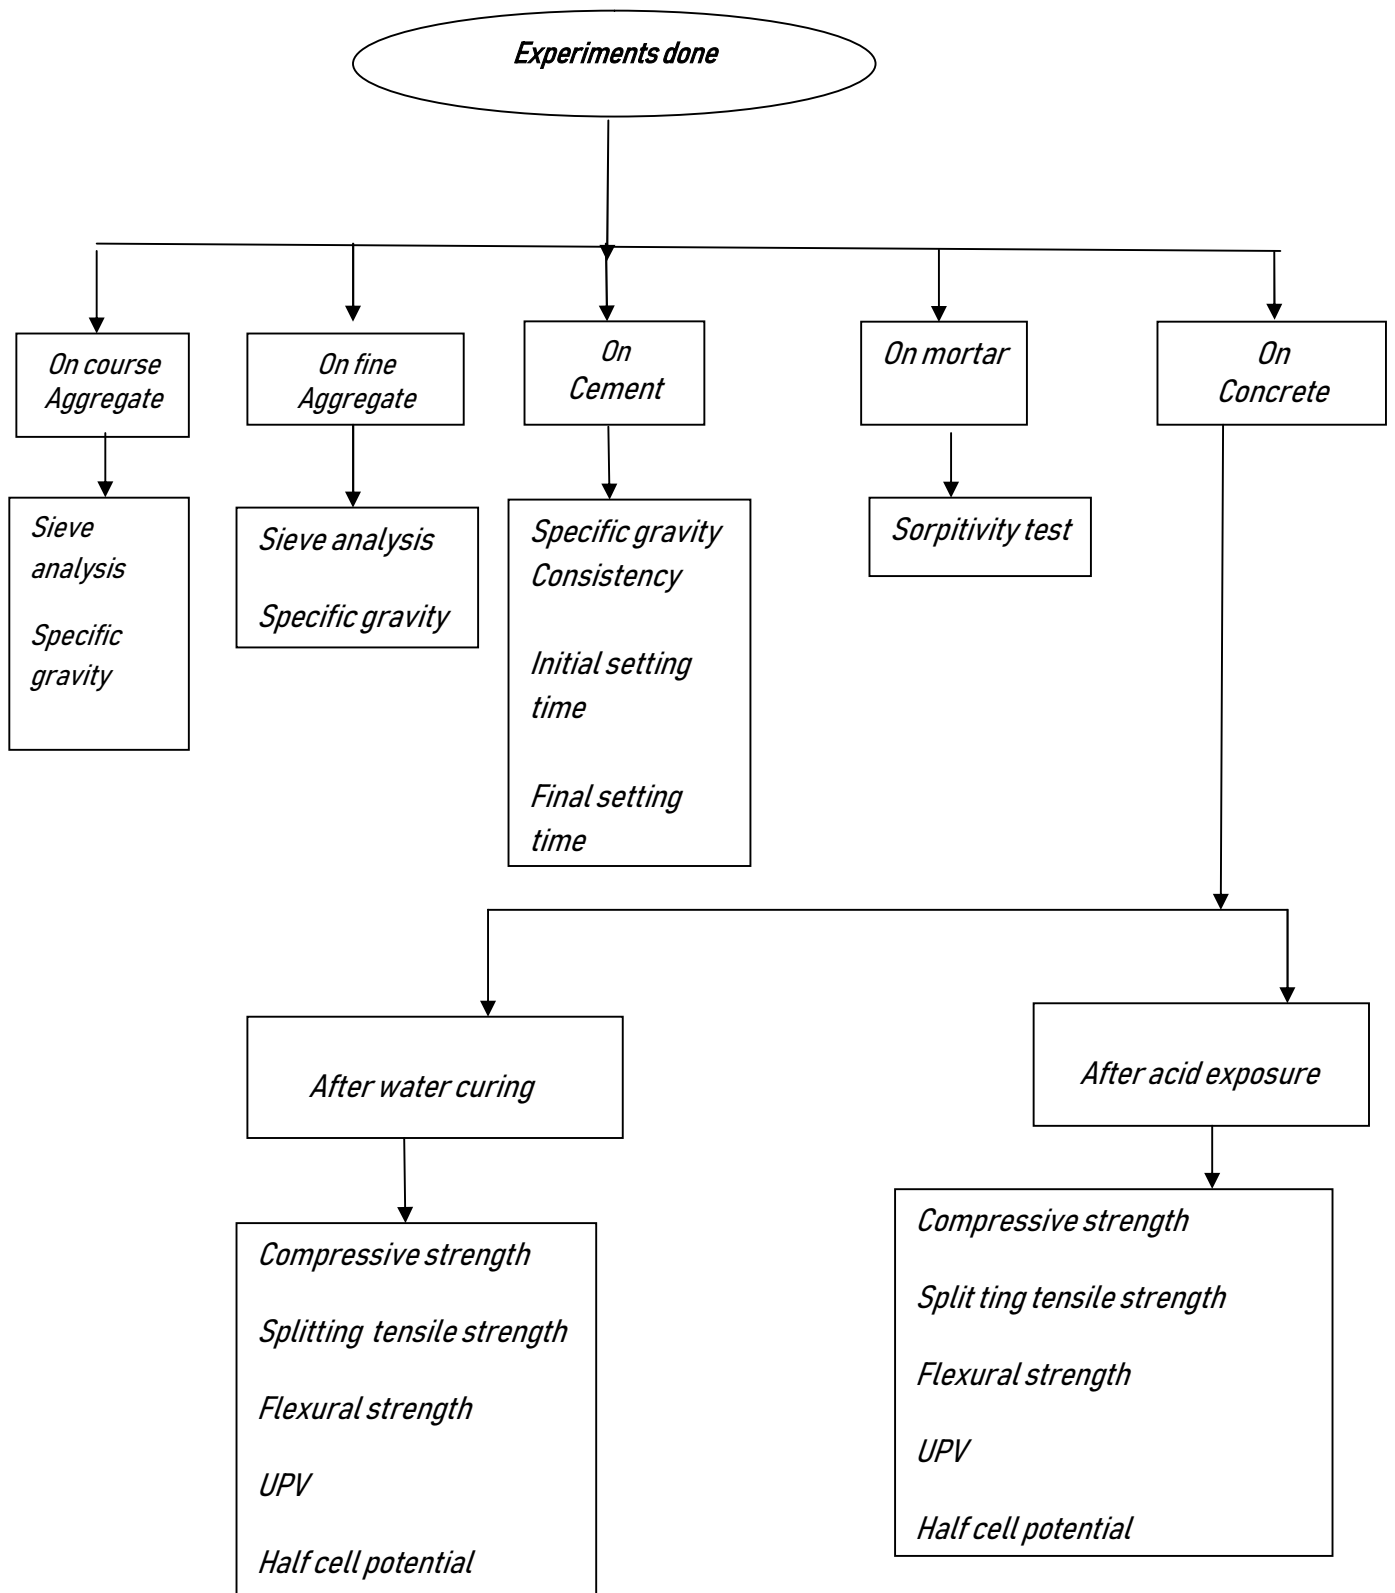 Experiments done
On course
Aggregate
On fine
Aggregate
On
Cement
On mortar
On
Concrete
Sieve
analysis
Specific
gravity
Sieve analysis
Specific gravity
Specific gravity
Consistency
Initial setting
time
Final setting
time
Sorpitivity test
After water curing
After acid exposure
Compressive strength
Splitting  tensile strength
Flexural strength
UPV
Half cell potential
Compressive strength
Split ting tensile strength
Flexural strength
UPV
Half cell potential